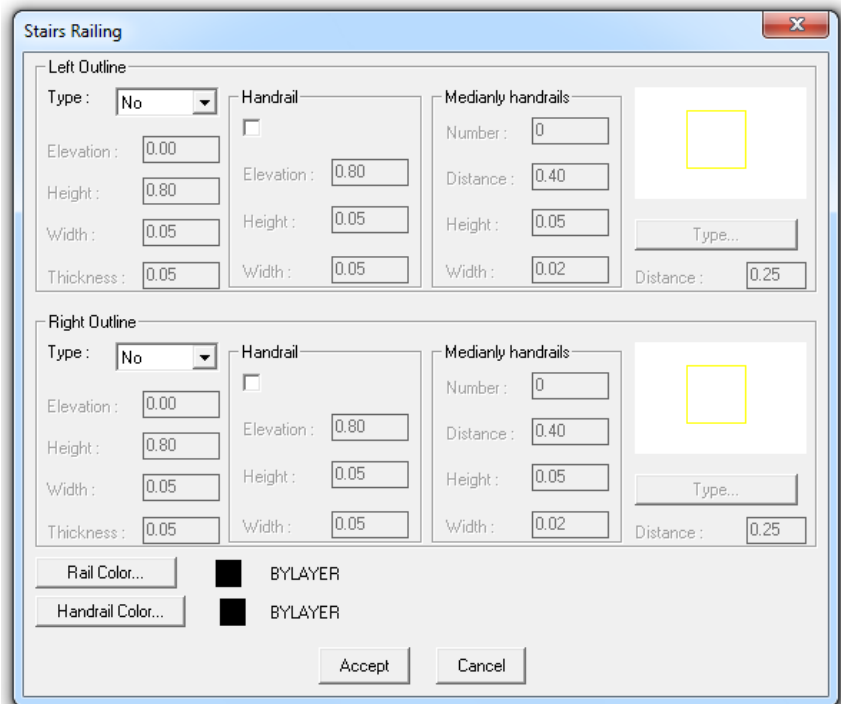 Stairs Railing
x
Left Outline
Type : No
Elevation : 0.00
Height : 0.80
Width : 0.05
Thickness : 0.05
Handrail
Elevation : 0.80
Height : 0.05
Width : 0.05
Medianly handrails
Number : 0
Distance : 0.40
Height : 0.05
Width : 0.02
Type...
Distance : 0.25
Right Outline
Type : No
Elevation : 0.00
Height : 0.80
Width : 0.05
Thickness : 0.05
Handrail
Elevation : 0.80
Height : 0.05
Width : 0.05
Medianly handrails
Number : 0
Distance : 0.40
Height : 0.05
Width : 0.02
Type...
Distance : 0.25
Rail Color... BYLAYER
Handrail Color... BYLAYER
Accept Cancel